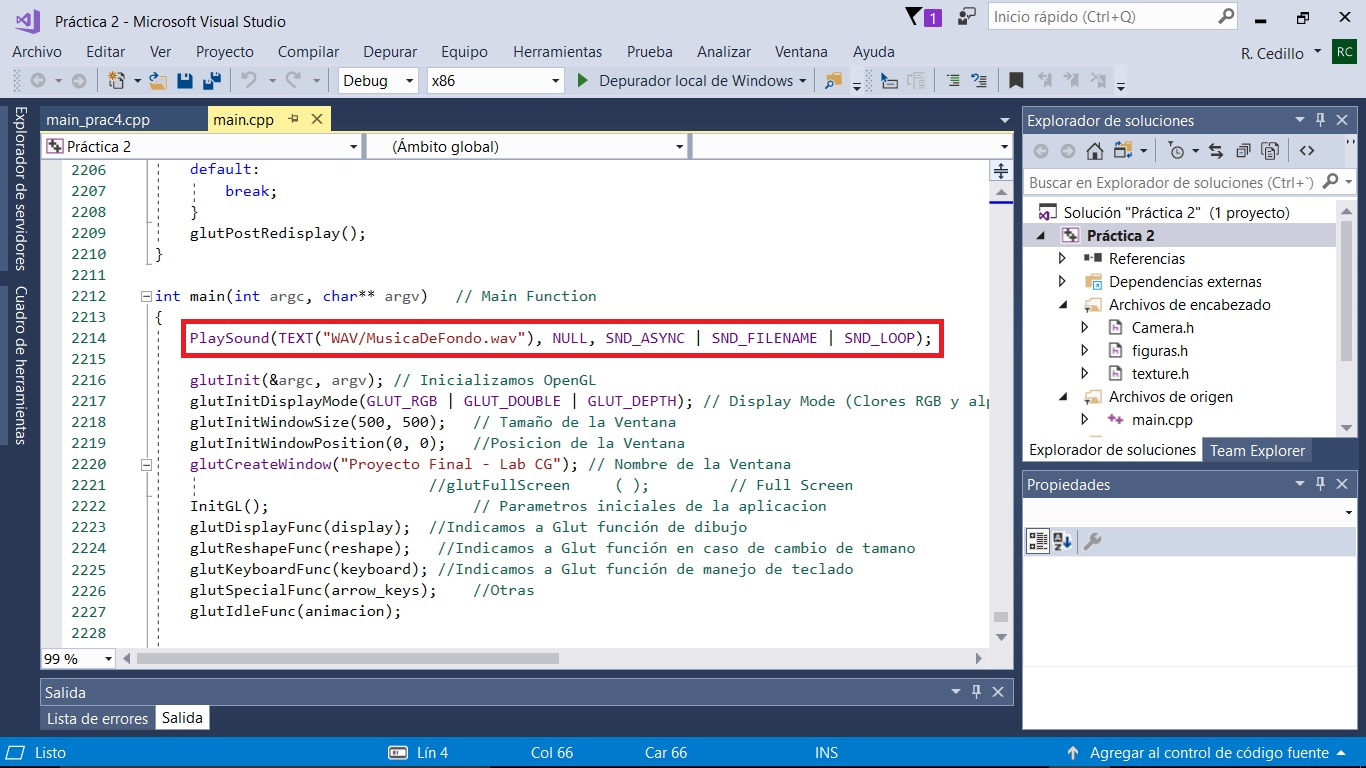 Práctica 2 - Microsoft Visual Studio
1
Inicio rápido (Ctrl+Q)
Archivo Editar Ver Proyecto Compilar Depurar Equipo Herramientas Prueba Analizar Ventana Ayuda
R. Cedillo RC
Debug x86 Depurador local de Windows
Explorador de servidores
Cuadro de herramientas
main_prac4.cpp main.cpp
Práctica 2 (Ámbito global)
2206 default:
2207 break;
2208 }
2209 glutPostRedisplay();
2210 }
2211
2212 int main(int argc, char** argv) // Main Function
2213 {
2214 PlaySound(TEXT("WAV/MusicaDeFondo.wav"), NULL, SND_ASYNC | SND_FILENAME | SND_LOOP);
2215
2216 glutInit(&argc, argv); // Inicializamos OpenGL
2217 glutInitDisplayMode(GLUT_RGB | GLUT_DOUBLE | GLUT_DEPTH); // Display Mode (Clores RGB y alp
2218 glutInitWindowSize(500, 500); // Tamaño de la Ventana
2219 glutInitWindowPosition(0, 0); //Posicion de la Ventana
2220 glutCreateWindow("Proyecto Final - Lab CG"); // Nombre de la Ventana
2221 //glutFullScreen ( ); // Full Screen
2222 InitGL(); // Parametros iniciales de la aplicacion
2223 glutDisplayFunc(display); //Indicamos a Glut función de dibujo
2224 glutReshapeFunc(reshape); //Indicamos a Glut función en caso de cambio de tamano
2225 glutKeyboardFunc(keyboard); //Indicamos a Glut función de manejo de teclado
2226 glutSpecialFunc(arrow_keys); //Otras
2227 glutIdleFunc(animacion);
2228
99 %
Explorador de soluciones
Buscar en Explorador de soluciones (Ctrl+`)
Solución "Práctica 2" (1 proyecto)
Práctica 2
Referencias
Dependencias externas
Archivos de encabezado
Camera.h
figuras.h
texture.h
Archivos de origen
main.cpp
Explorador de soluciones Team Explorer
Propiedades
Salida
Lista de errores Salida
Listo Lín 4 Col 66 Car 66 INS Agregar al control de código fuente